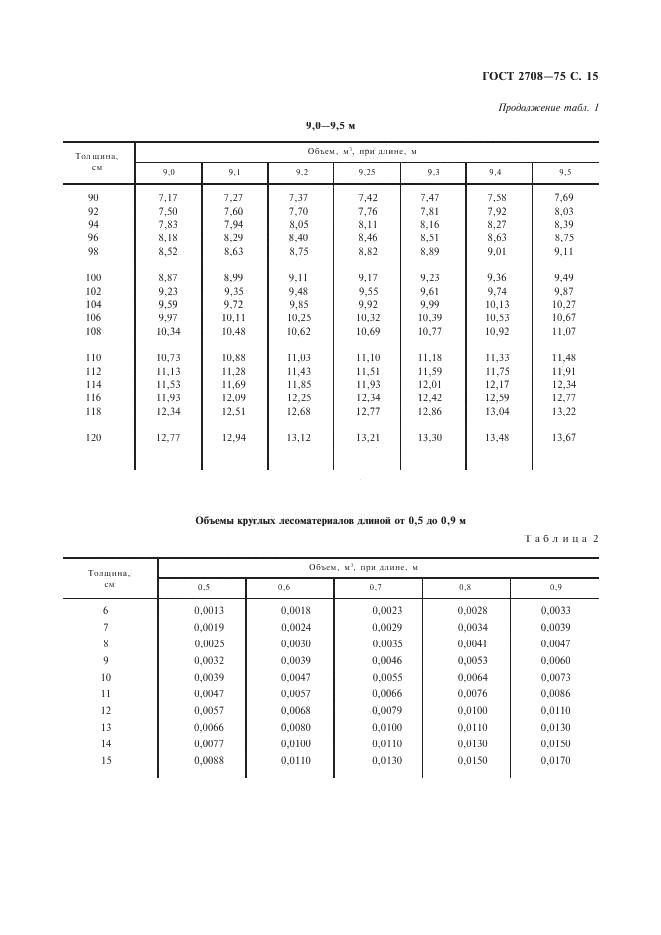 ГОСТ 2708—75 С. 15
Продолжение табл. 1
9,0—9,5 м
Толщина, см Объем, м³, при длине, м
9,0 9,1 9,2 9,25 9,3 9,4 9,5
90 7,17 7,27 7,37 7,42 7,47 7,58 7,69
92 7,50 7,60 7,70 7,76 7,81 7,92 8,03
94 7,83 7,94 8,05 8,11 8,16 8,27 8,39
96 8,18 8,29 8,40 8,46 8,51 8,63 8,75
98 8,52 8,63 8,75 8,82 8,89 9,01 9,11
100 8,87 8,99 9,11 9,17 9,23 9,36 9,49
102 9,23 9,35 9,48 9,55 9,61 9,74 9,87
104 9,59 9,72 9,85 9,92 9,99 10,13 10,27
106 9,97 10,11 10,25 10,32 10,39 10,53 10,67
108 10,34 10,48 10,62 10,69 10,77 10,92 11,07
110 10,73 10,88 11,03 11,10 11,18 11,33 11,48
112 11,13 11,28 11,43 11,51 11,59 11,75 11,91
114 11,53 11,69 11,85 11,93 12,01 12,17 12,34
116 11,93 12,09 12,25 12,34 12,42 12,59 12,77
118 12,34 12,51 12,68 12,77 12,86 13,04 13,22
120 12,77 12,94 13,12 13,21 13,30 13,48 13,67
Объемы круглых лесоматериалов длиной от 0,5 до 0,9 м
Таблица 2
Толщина, см Объем, м³, при длине, м
0,5 0,6 0,7 0,8 0,9
6 0,0013 0,0018 0,0023 0,0028 0,0033
7 0,0019 0,0024 0,0029 0,0034 0,0039
8 0,0025 0,0030 0,0035 0,0041 0,0047
9 0,0032 0,0039 0,0046 0,0053 0,0060
10 0,0039 0,0047 0,0055 0,0064 0,0073
11 0,0047 0,0057 0,0066 0,0076 0,0086
12 0,0057 0,0068 0,0079 0,0100 0,0110
13 0,0066 0,0080 0,0100 0,0110 0,0130
14 0,0077 0,0100 0,0110 0,0130 0,0150
15 0,0088 0,0110 0,0130 0,0150 0,0170